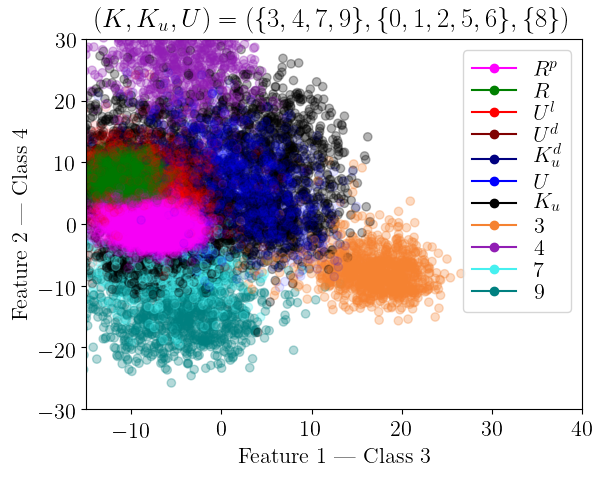 (K, K_u, U) = ({3, 4, 7, 9}, {0, 1, 2, 5, 6}, {8})
30
20
10
0
−10
−20
−30
Feature 2 — Class 4
R^p
R
U^l
U^d
K_u^d
U
K_u
3
4
7
9
−10
0
10
20
30
40
Feature 1 — Class 3